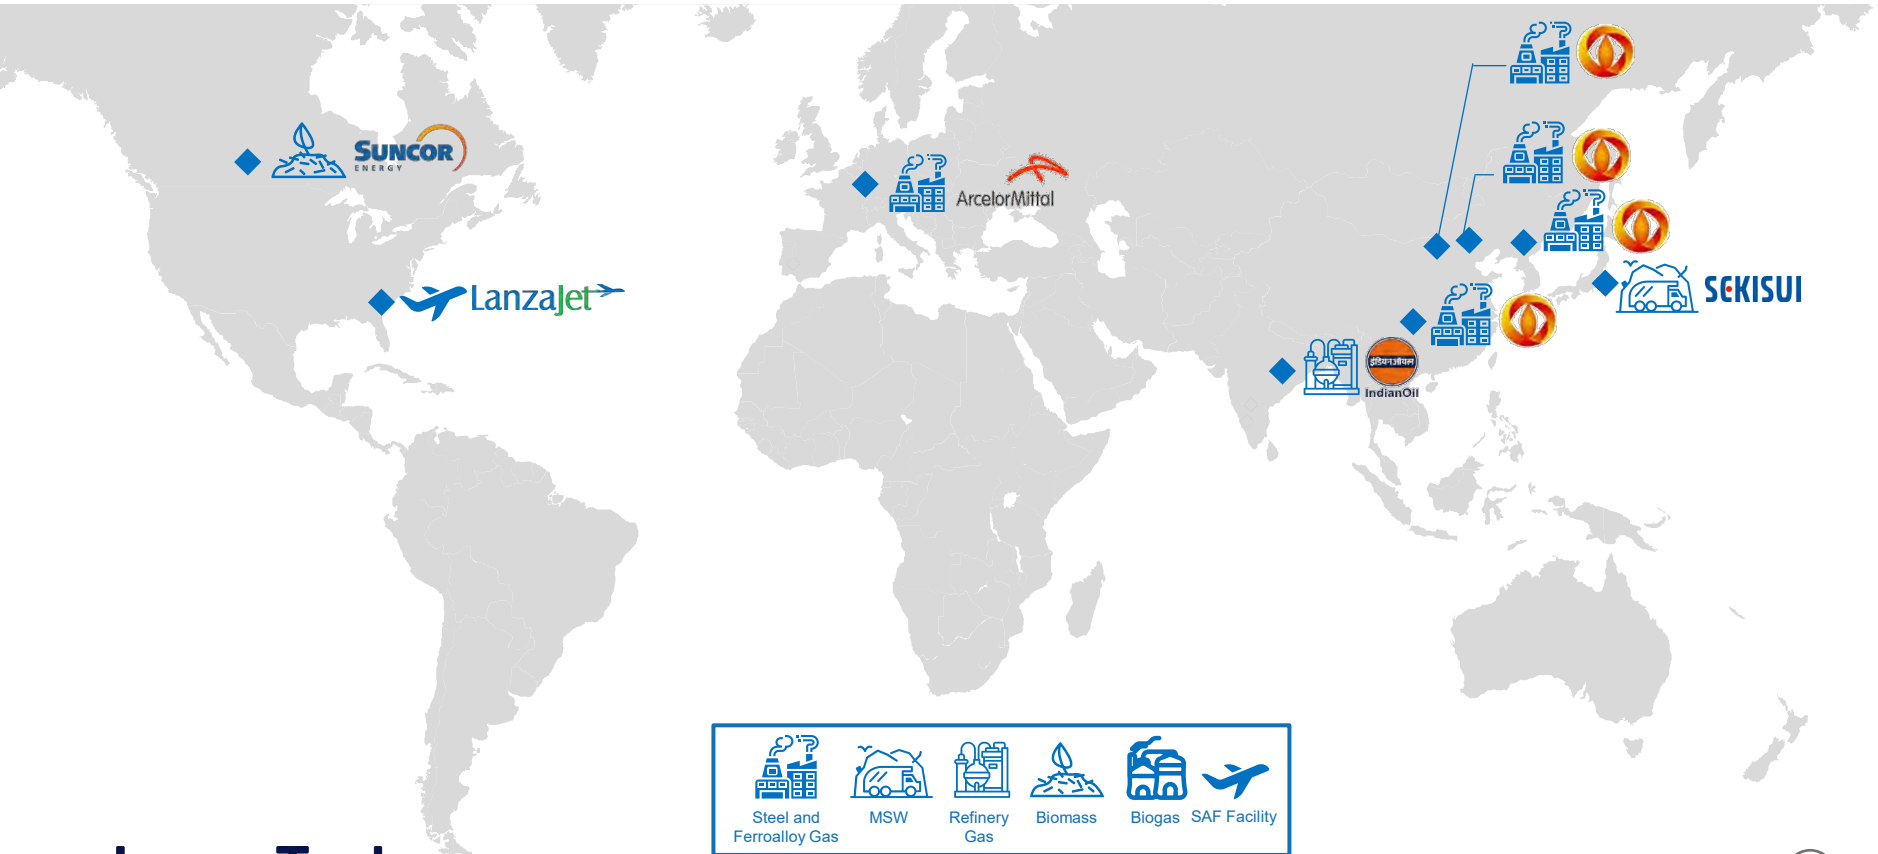 SUNCOR
ENERGY
ArcelorMittal
LanzaJet
SEKISUI
इंडियनऑयल
IndianOil
Steel and
Ferroalloy Gas
MSW
Refinery
Gas
Biomass
Biogas
SAF Facility